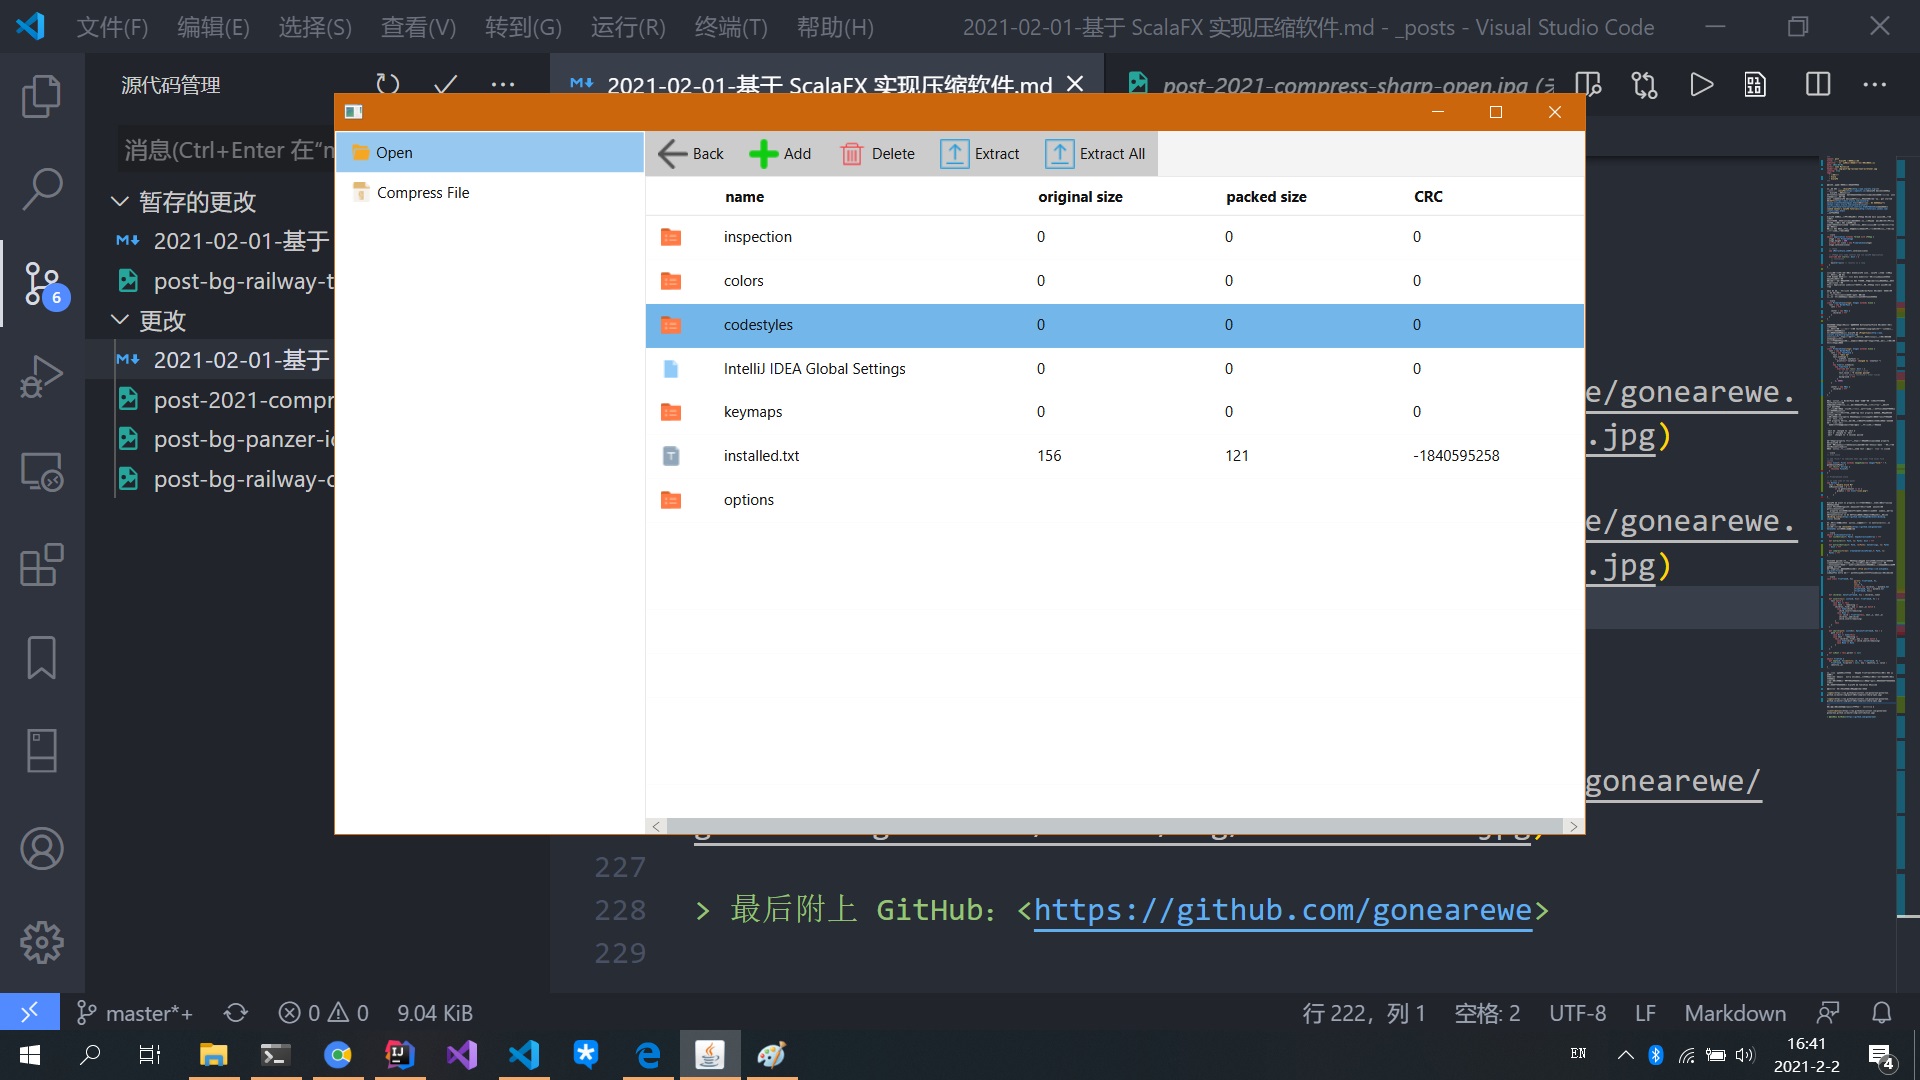 文件(F) 编辑(E) 选择(S) 查看(V) 转到(G) 运行(R) 终端(T) 帮助(H) 2021-02-01-基于 ScalaFX 实现压缩软件.md - _posts - Visual Studio Code
源代码管理
2021-02-01-基于 ScalaFX 实现压缩软件.md
post-2021-compress-sharp-open.jpg
消息(Ctrl+Enter 在
暂存的更改
2021-02-01-基于
post-bg-railway-t
更改
2021-02-01-基于
post-2021-compr
post-bg-panzer-i
post-bg-railway-
6
Open
Compress File
Back Add Delete Extract Extract All
name original size packed size CRC
inspection 0 0 0
colors 0 0 0
codestyles 0 0 0
IntelliJ IDEA Global Settings 0 0 0
keymaps 0 0 0
installed.txt 156 121 -1840595258
options
e/gonearewe.
.jpg)
e/gonearewe.
.jpg)
gonearewe/
227
228 > 最后附上 GitHub：<https://github.com/gonearewe>
229
master*+ 0 0 9.04 KiB 行 222，列 1 空格: 2 UTF-8 LF Markdown
EN 16:41
2021-2-2
4